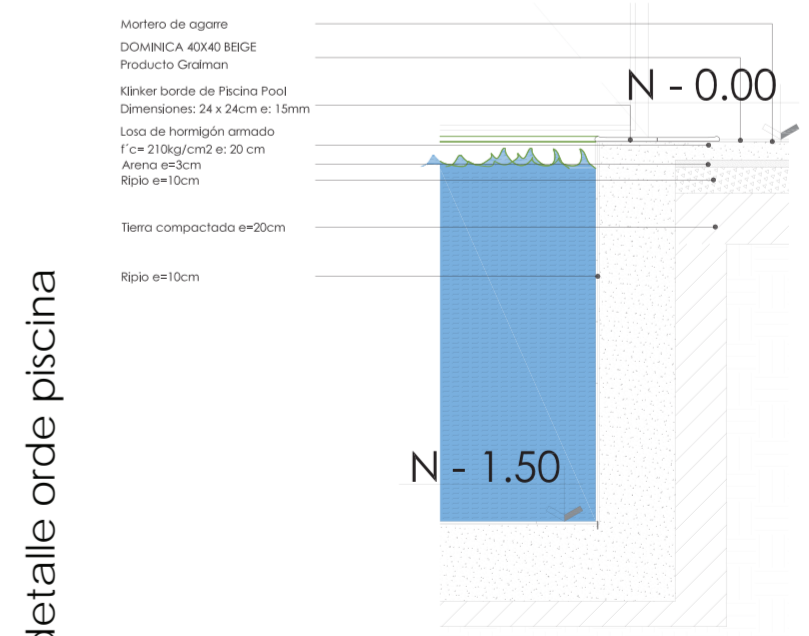 Mortero de agarre
DOMINICA 40X40 BEIGE
Producto Graiman
Klinker borde de Piscina Pool
Dimensiones: 24 x 24cm e: 15mm
Losa de hormigón armado
f´c= 210kg/cm2 e: 20 cm
Arena e=3cm
Ripio e=10cm
Tierra compactada e=20cm
Ripio e=10cm
N - 0.00
N - 1.50
detalle orde piscina